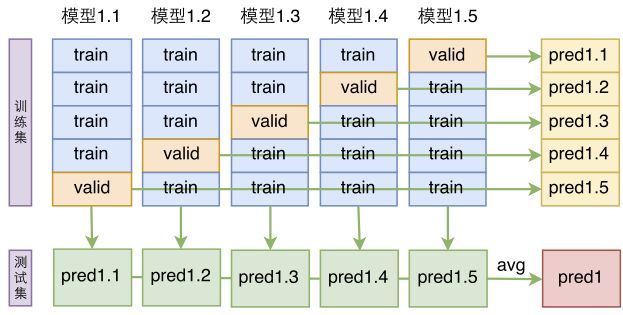 模型1.1 模型1.2 模型1.3 模型1.4 模型1.5
train train train train valid pred1.1
train train train valid train pred1.2
train train valid train train pred1.3
train valid train train train pred1.4
valid train train train train pred1.5
训练集
测试集
pred1.1 pred1.2 pred1.3 pred1.4 pred1.5 avg pred1